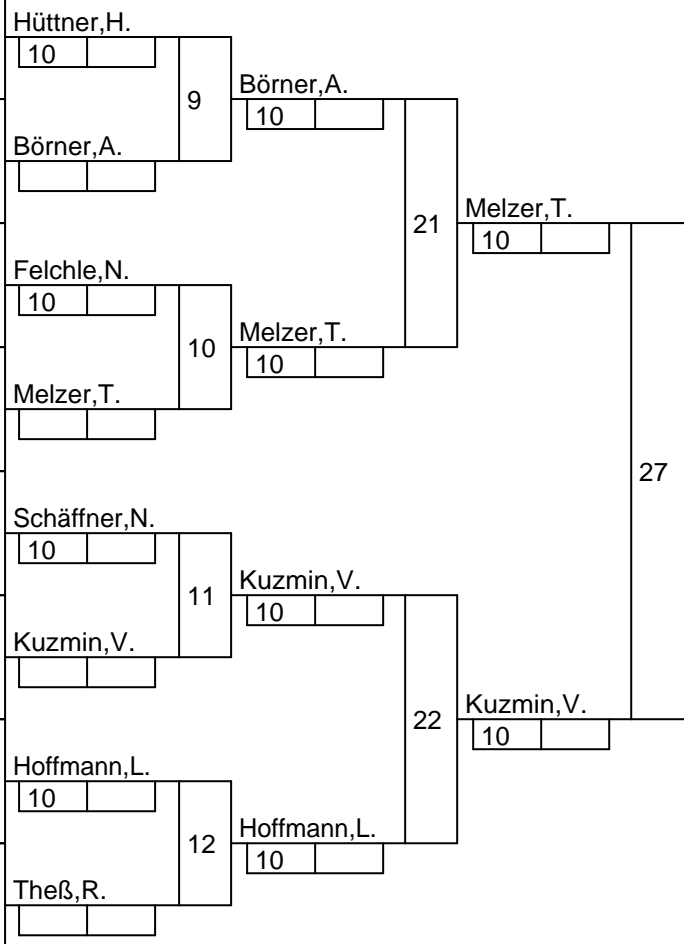 Hüttner,H.
10
9
Börner,A.
10
Börner,A.
21
Melzer,T.
10
Felchle,N.
10
10
Melzer,T.
10
Melzer,T.
27
Schäffner,N.
10
11
Kuzmin,V.
10
Kuzmin,V.
22
Kuzmin,V.
10
Hoffmann,L.
10
12
Hoffmann,L.
10
Theß,R.